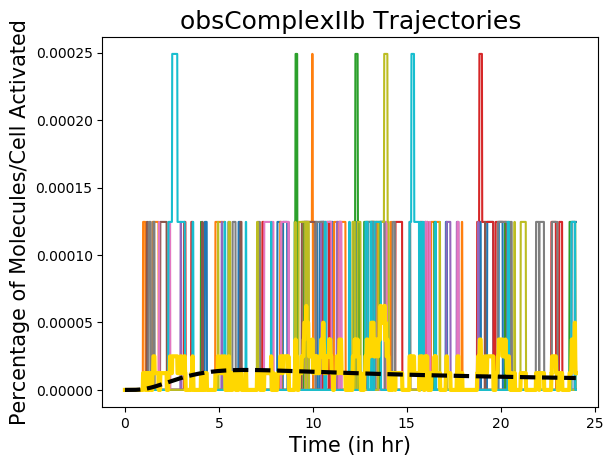 obsComplexIIb Trajectories
Percentage of Molecules/Cell Activated
0.00025
0.00020
0.00015
0.00010
0.00005
0.00000
0 5 10 15 20 25
Time (in hr)